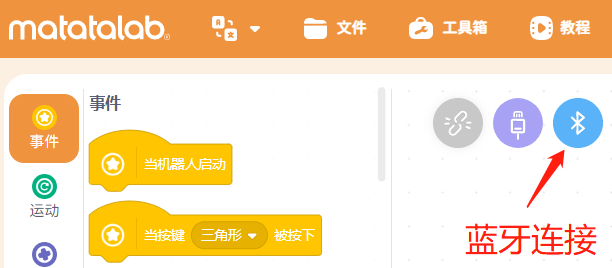 matatalab®
文件
工具箱
教程
事件
事件
当机器人启动
运动
当按键 三角形 被按下
蓝牙连接